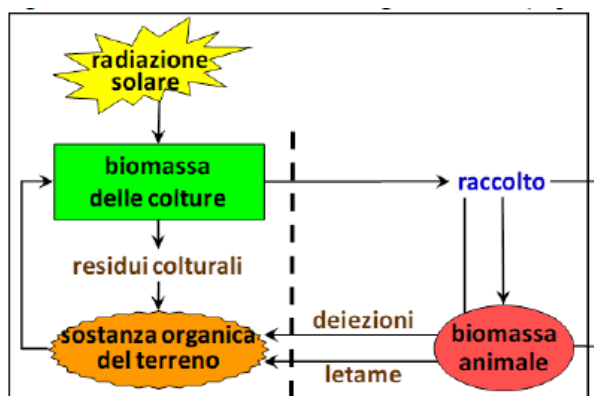 radiazione
solare
biomassa
delle colture
raccolto
residui colturali
sostanza organica
del terreno
deiezioni
letame
biomassa
animale